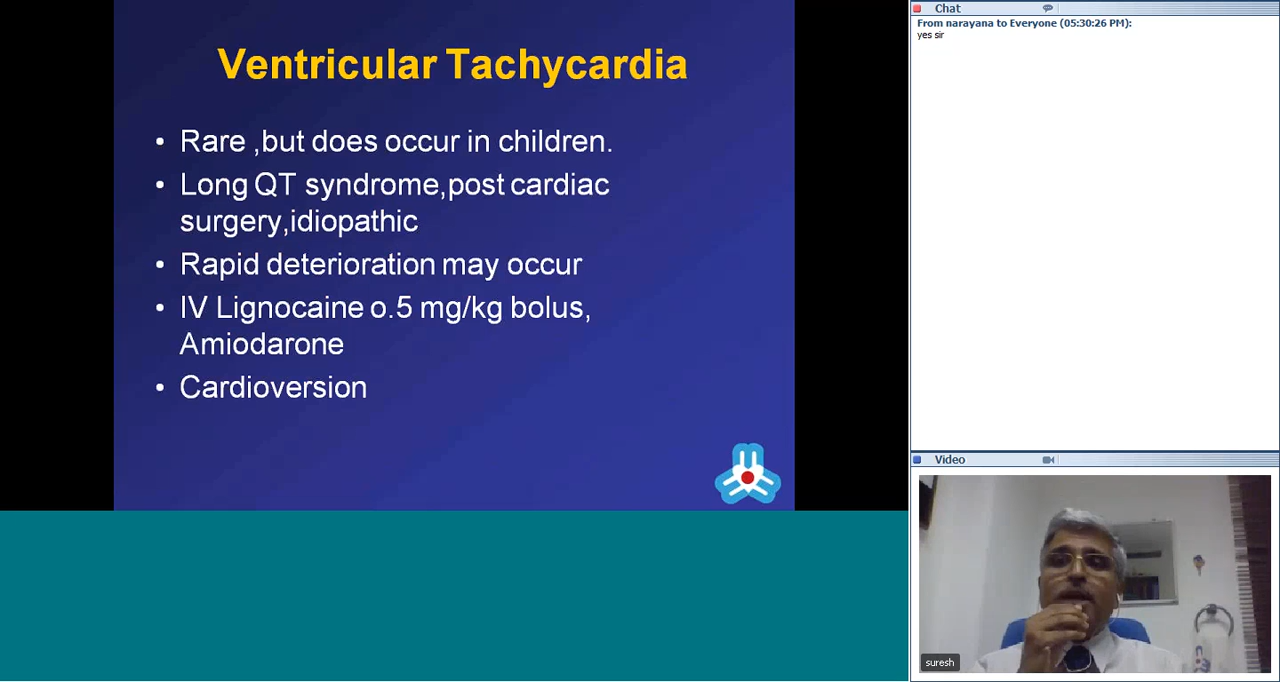 Ventricular Tachycardia
• Rare ,but does occur in children.
• Long QT syndrome,post cardiac
surgery,idiopathic
• Rapid deterioration may occur
• IV Lignocaine o.5 mg/kg bolus,
Amiodarone
• Cardioversion
Chat
From narayana to Everyone (05:30:26 PM):
yes sir
Video
suresh